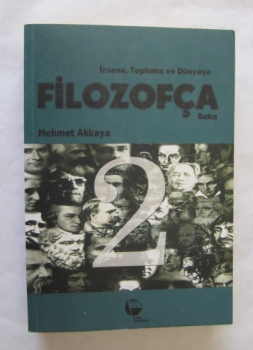 İnsana, Topluma ve Dünyaya
FİLOZOFÇA
Bakış
Mehmet Akkaya
2